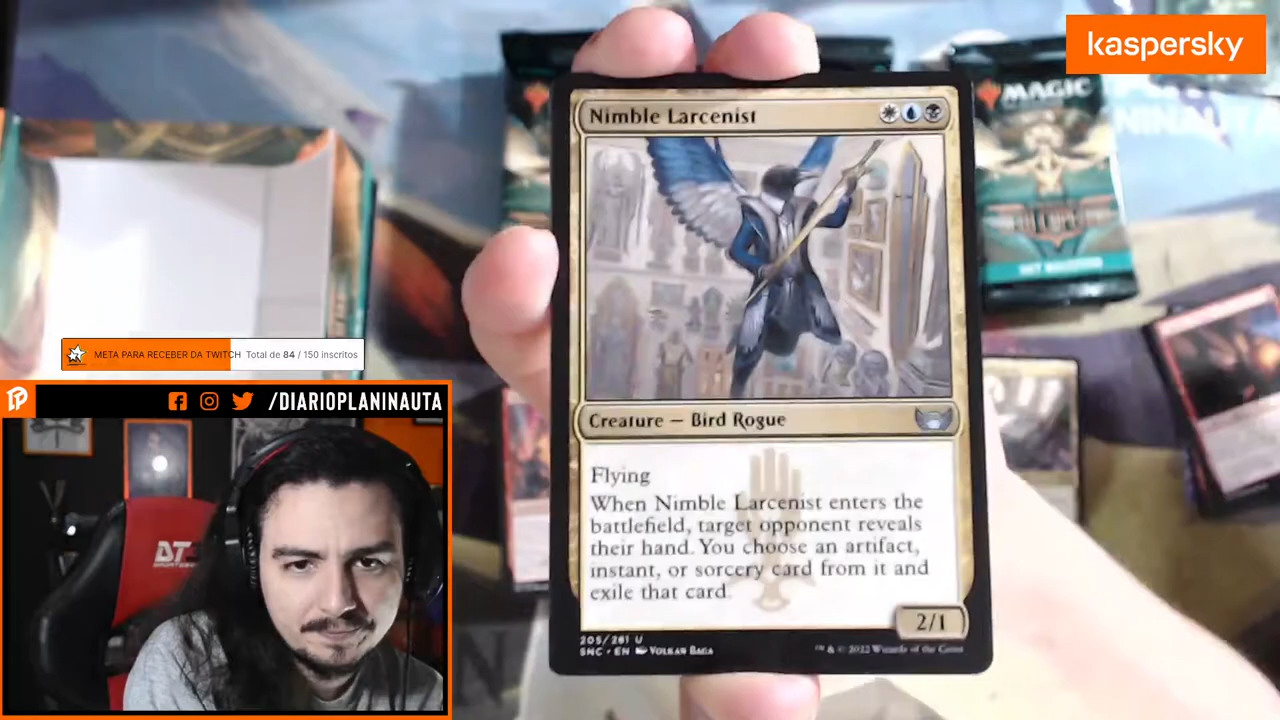 kaspersky
MAGIC
Nimble Larcenist
Creature — Bird Rogue
Flying
When Nimble Larcenist enters the
battlefield, target opponent reveals
their hand. You choose an artifact,
instant, or sorcery card from it and
exile that card.
2/1
205/281 U
SNC • EN VOLKAN BAGA
™ & © 2022 Wizards of the Coast
META PARA RECEBER DA TWITCH Total de 84 / 150 inscritos
/DIARIOPLANINAUTA